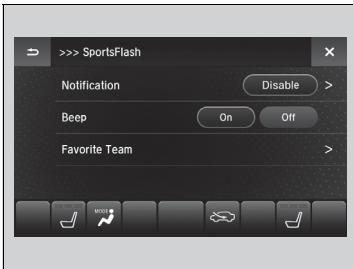 >>> SportsFlash
Notification Disable >
Beep On Off
Favorite Team >
MODE